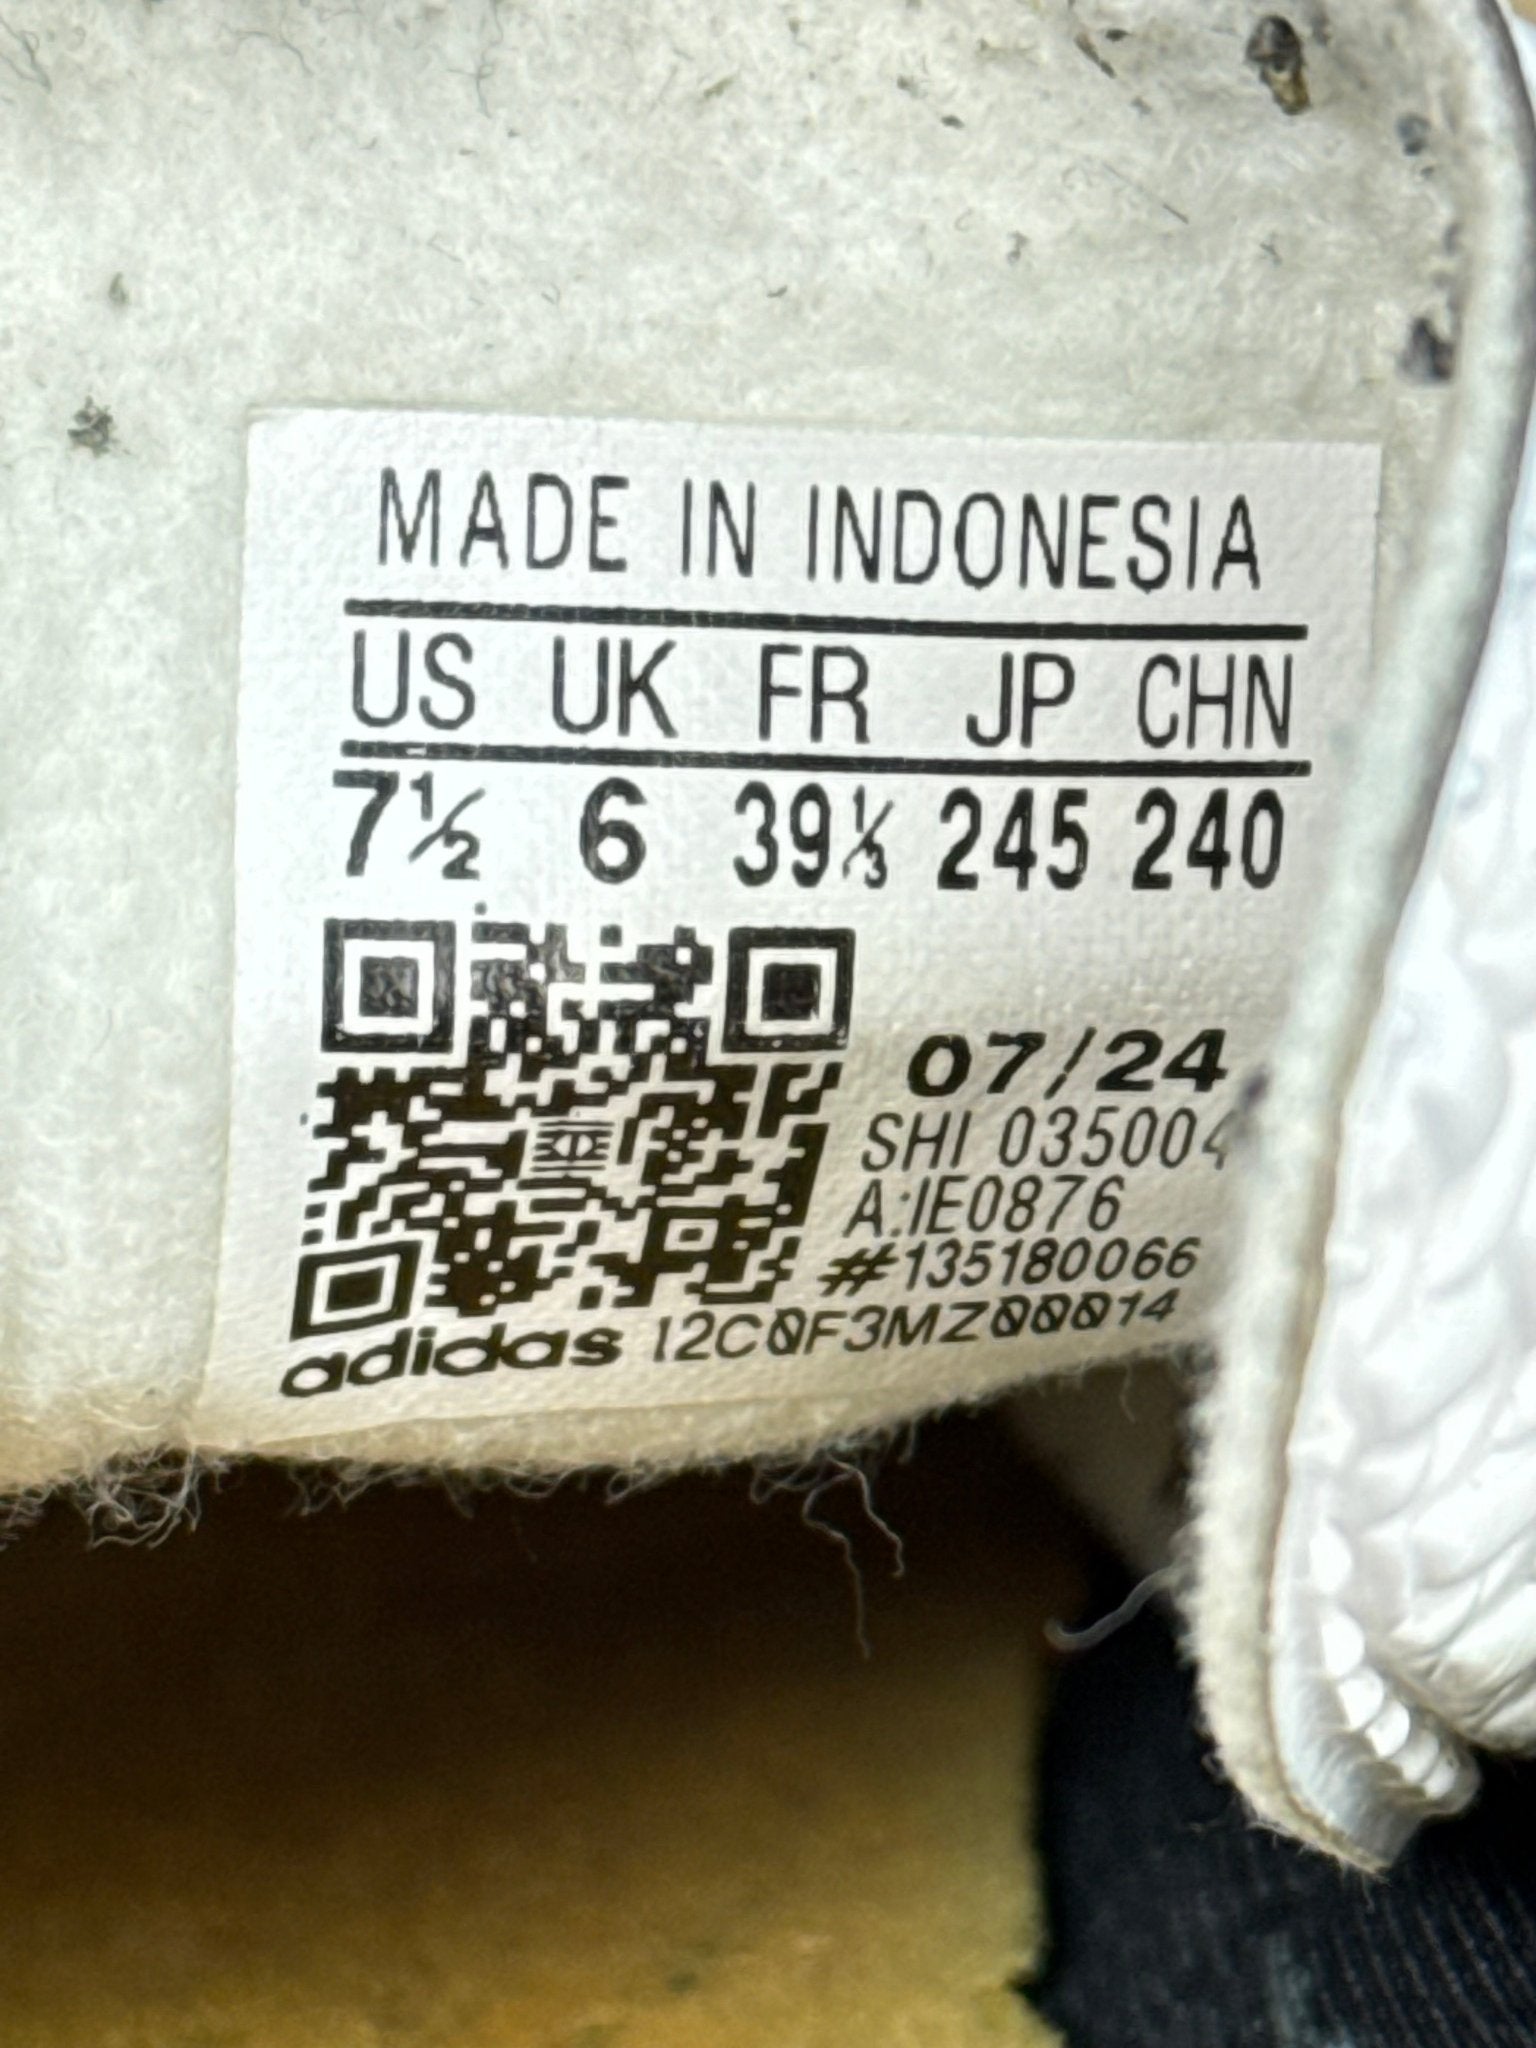 MADE IN INDONESIA
US UK FR JP CHN
7½ 6 39⅓ 245 240
07/24
SHI 035004
A:IE0876
#135180066
adidas 12C0F3MZ00014